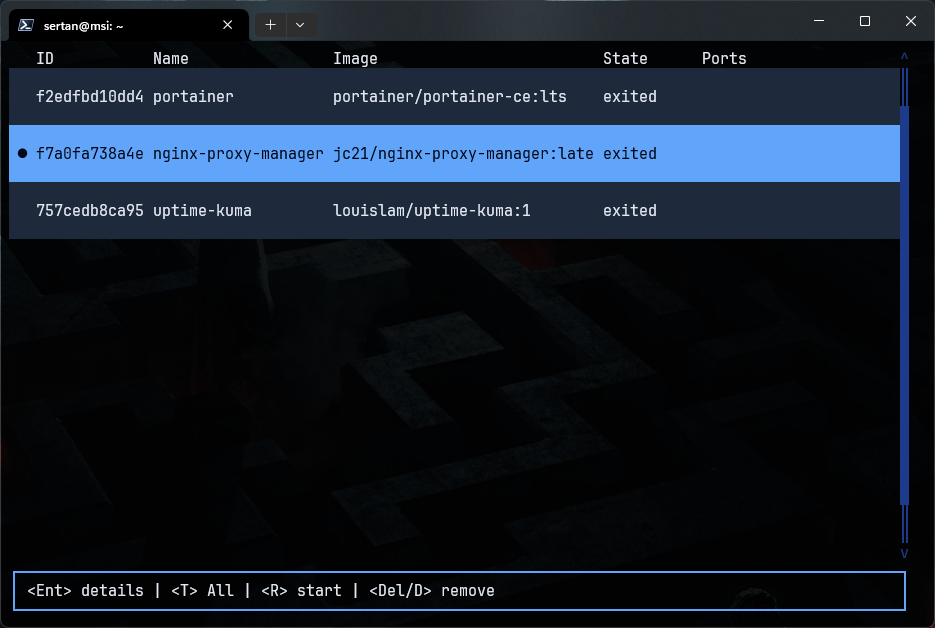 sertan@msi: ~
ID Name Image State Ports
f2edfbd10dd4 portainer portainer/portainer-ce:lts exited
f7a0fa738a4e nginx-proxy-manager jc21/nginx-proxy-manager:late exited
757cedb8ca95 uptime-kuma louislam/uptime-kuma:1 exited
<Ent> details | <T> All | <R> start | <Del/D> remove